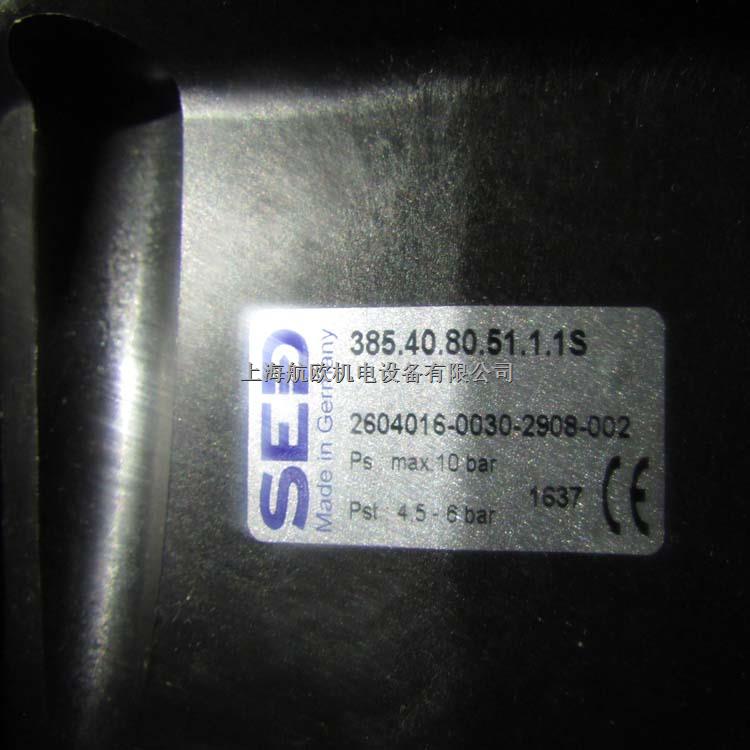 SED
Made in Germany
385.40.80.51.1.1S
上海航欧机电设备有限公司
2604016-0030-2908-002
Ps max.10 bar
Pst 4,5 - 6 bar
1637 CE